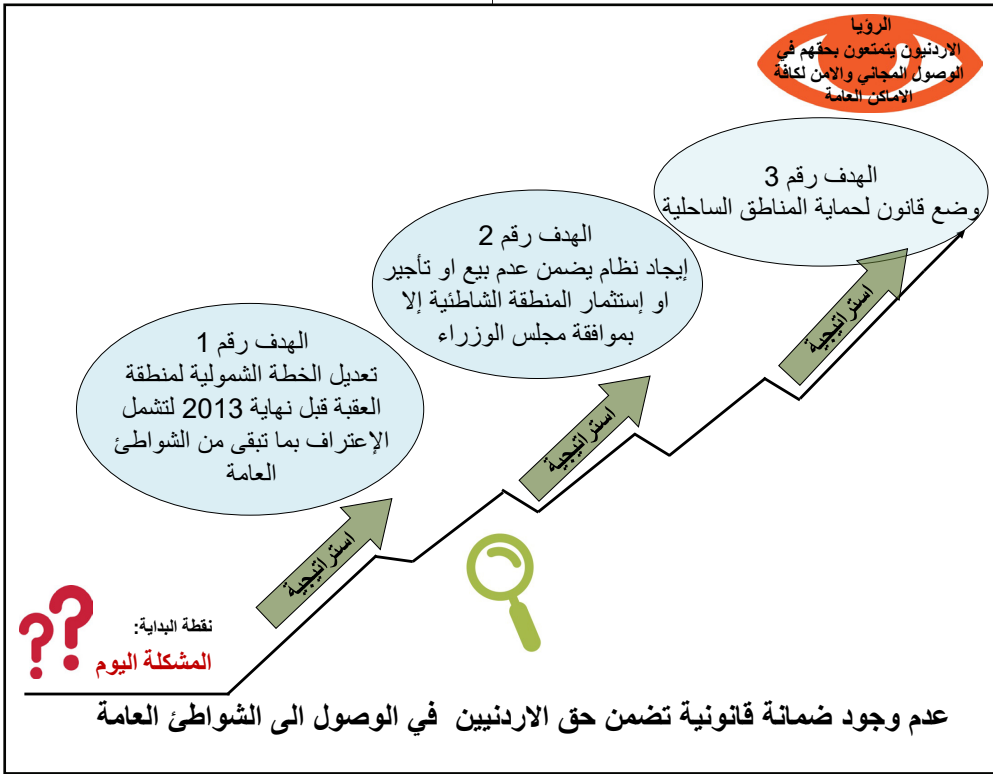 الرؤيا
الاردنيون يتمتعون بحقهم في
الوصول المجاني والامن لكافة
الاماكن العامة
الهدف رقم 3
وضع قانون لحماية المناطق الساحلية
الهدف رقم 2
إيجاد نظام يضمن عدم بيع او تأجير
او إستثمار المنطقة الشاطئية إلا
بموافقة مجلس الوزراء
الهدف رقم 1
تعديل الخطة الشمولية لمنطقة
العقبة قبل نهاية 2013 لتشمل
الإعتراف بما تبقى من الشواطئ
العامة
استراتيجية
استراتيجية
استراتيجية
نقطة البداية:
المشكلة اليوم
عدم وجود ضمانة قانونية تضمن حق الاردنيين في الوصول الى الشواطئ العامة